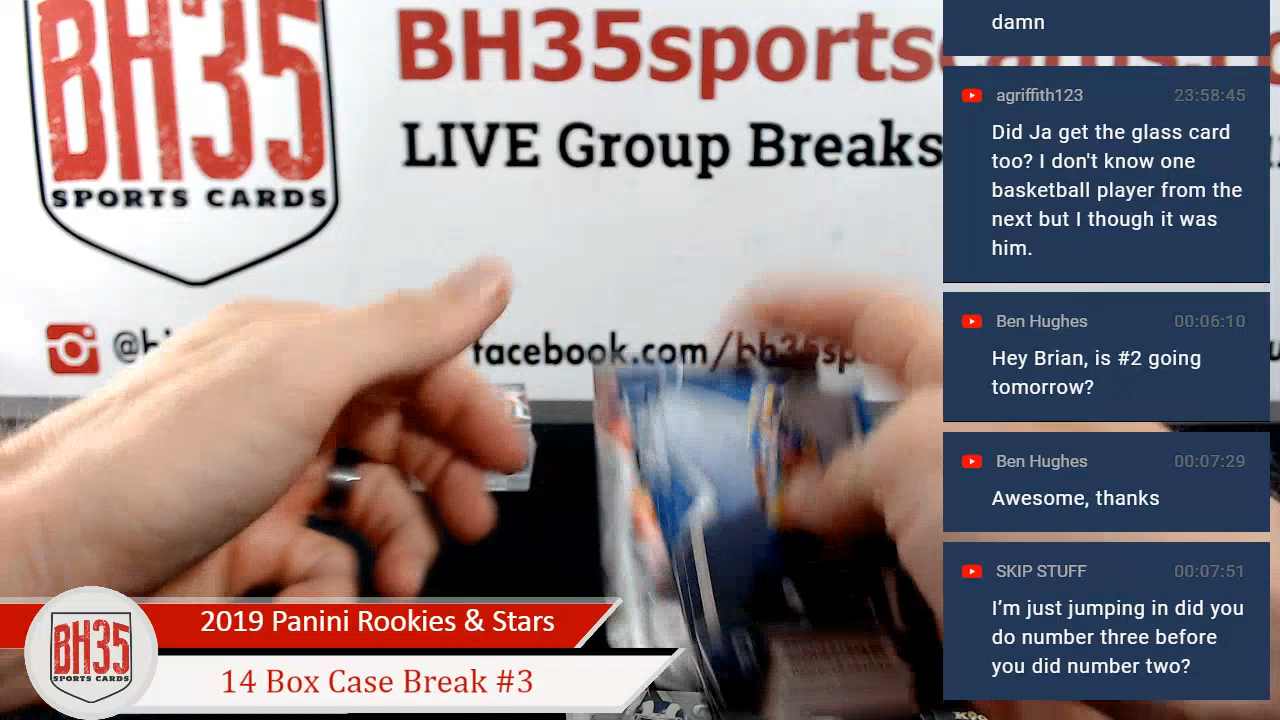 BH35
SPORTS CARDS
BH35sportscards.co
LIVE Group Breaks
facebook.com/bh35sp
damn
agriffith123 23:58:45
Did Ja get the glass card
too? I don't know one
basketball player from the
next but I though it was
him.
Ben Hughes 00:06:10
Hey Brian, is #2 going
tomorrow?
Ben Hughes 00:07:29
Awesome, thanks
SKIP STUFF 00:07:51
I’m just jumping in did you
do number three before
you did number two?
BH35
SPORTS CARDS
2019 Panini Rookies & Stars
14 Box Case Break #3